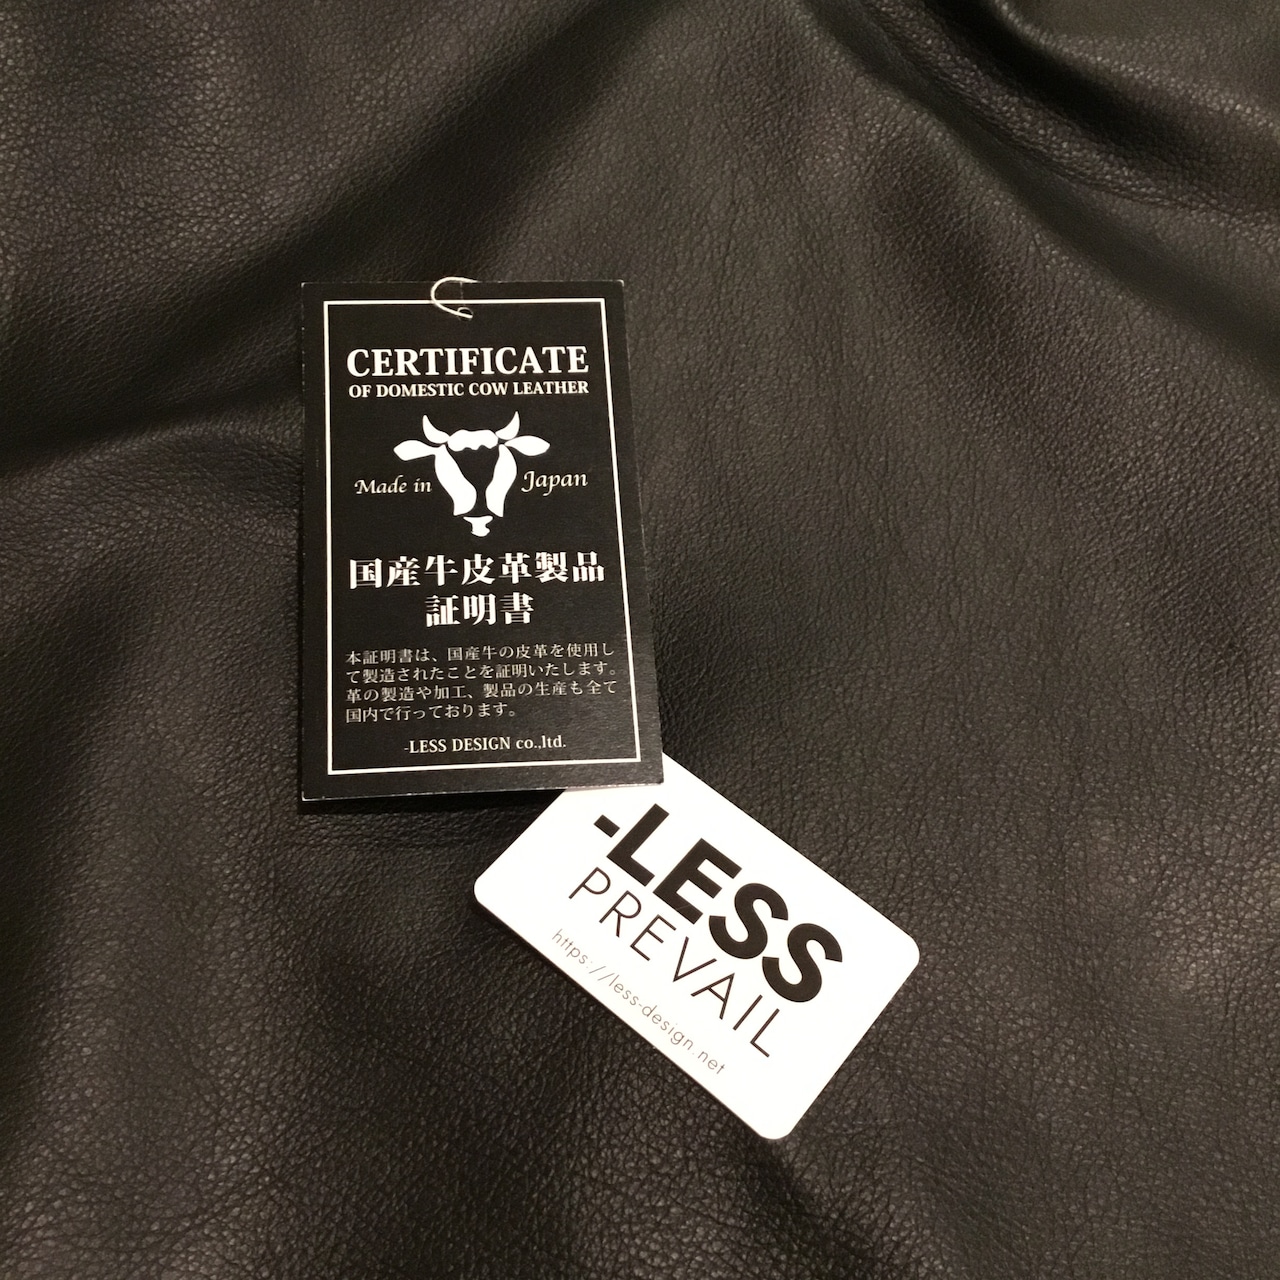 CERTIFICATE
OF DOMESTIC COW LEATHER
Made in Japan
国産牛皮革製品
証明書
本証明書は、国産牛の皮革を使用し
て製造されたことを証明いたします。
革の製造や加工、製品の生産も全て
国内で行っております。
-LESS DESIGN co.,ltd.
-LESS
PREVAIL
https://less-design.net